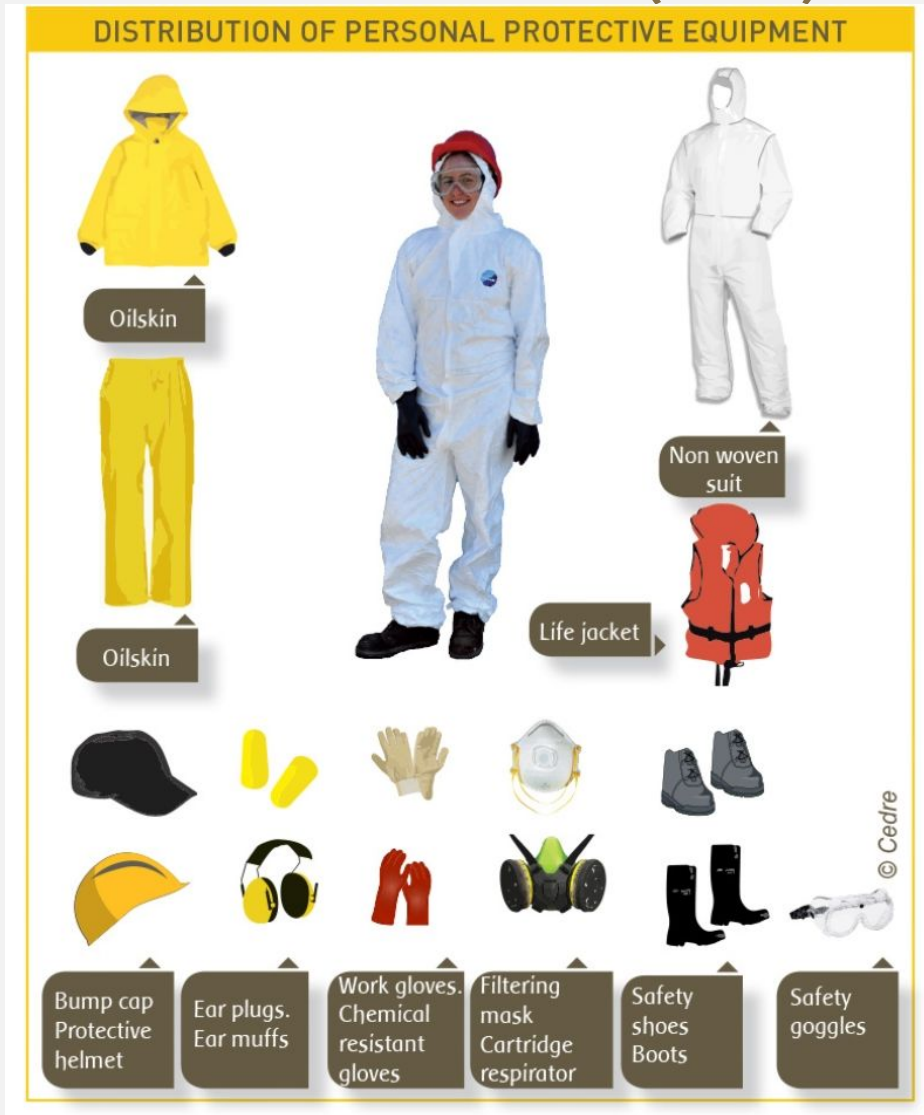 DISTRIBUTION OF PERSONAL PROTECTIVE EQUIPMENT
Oilskin
Non woven
suit
Life jacket
Oilskin
© Cedre
Bump cap
Protective
helmet
Ear plugs.
Ear muffs
Work gloves.
Chemical
resistant
gloves
Filtering
mask
Cartridge
respirator
Safety
shoes
Boots
Safety
goggles